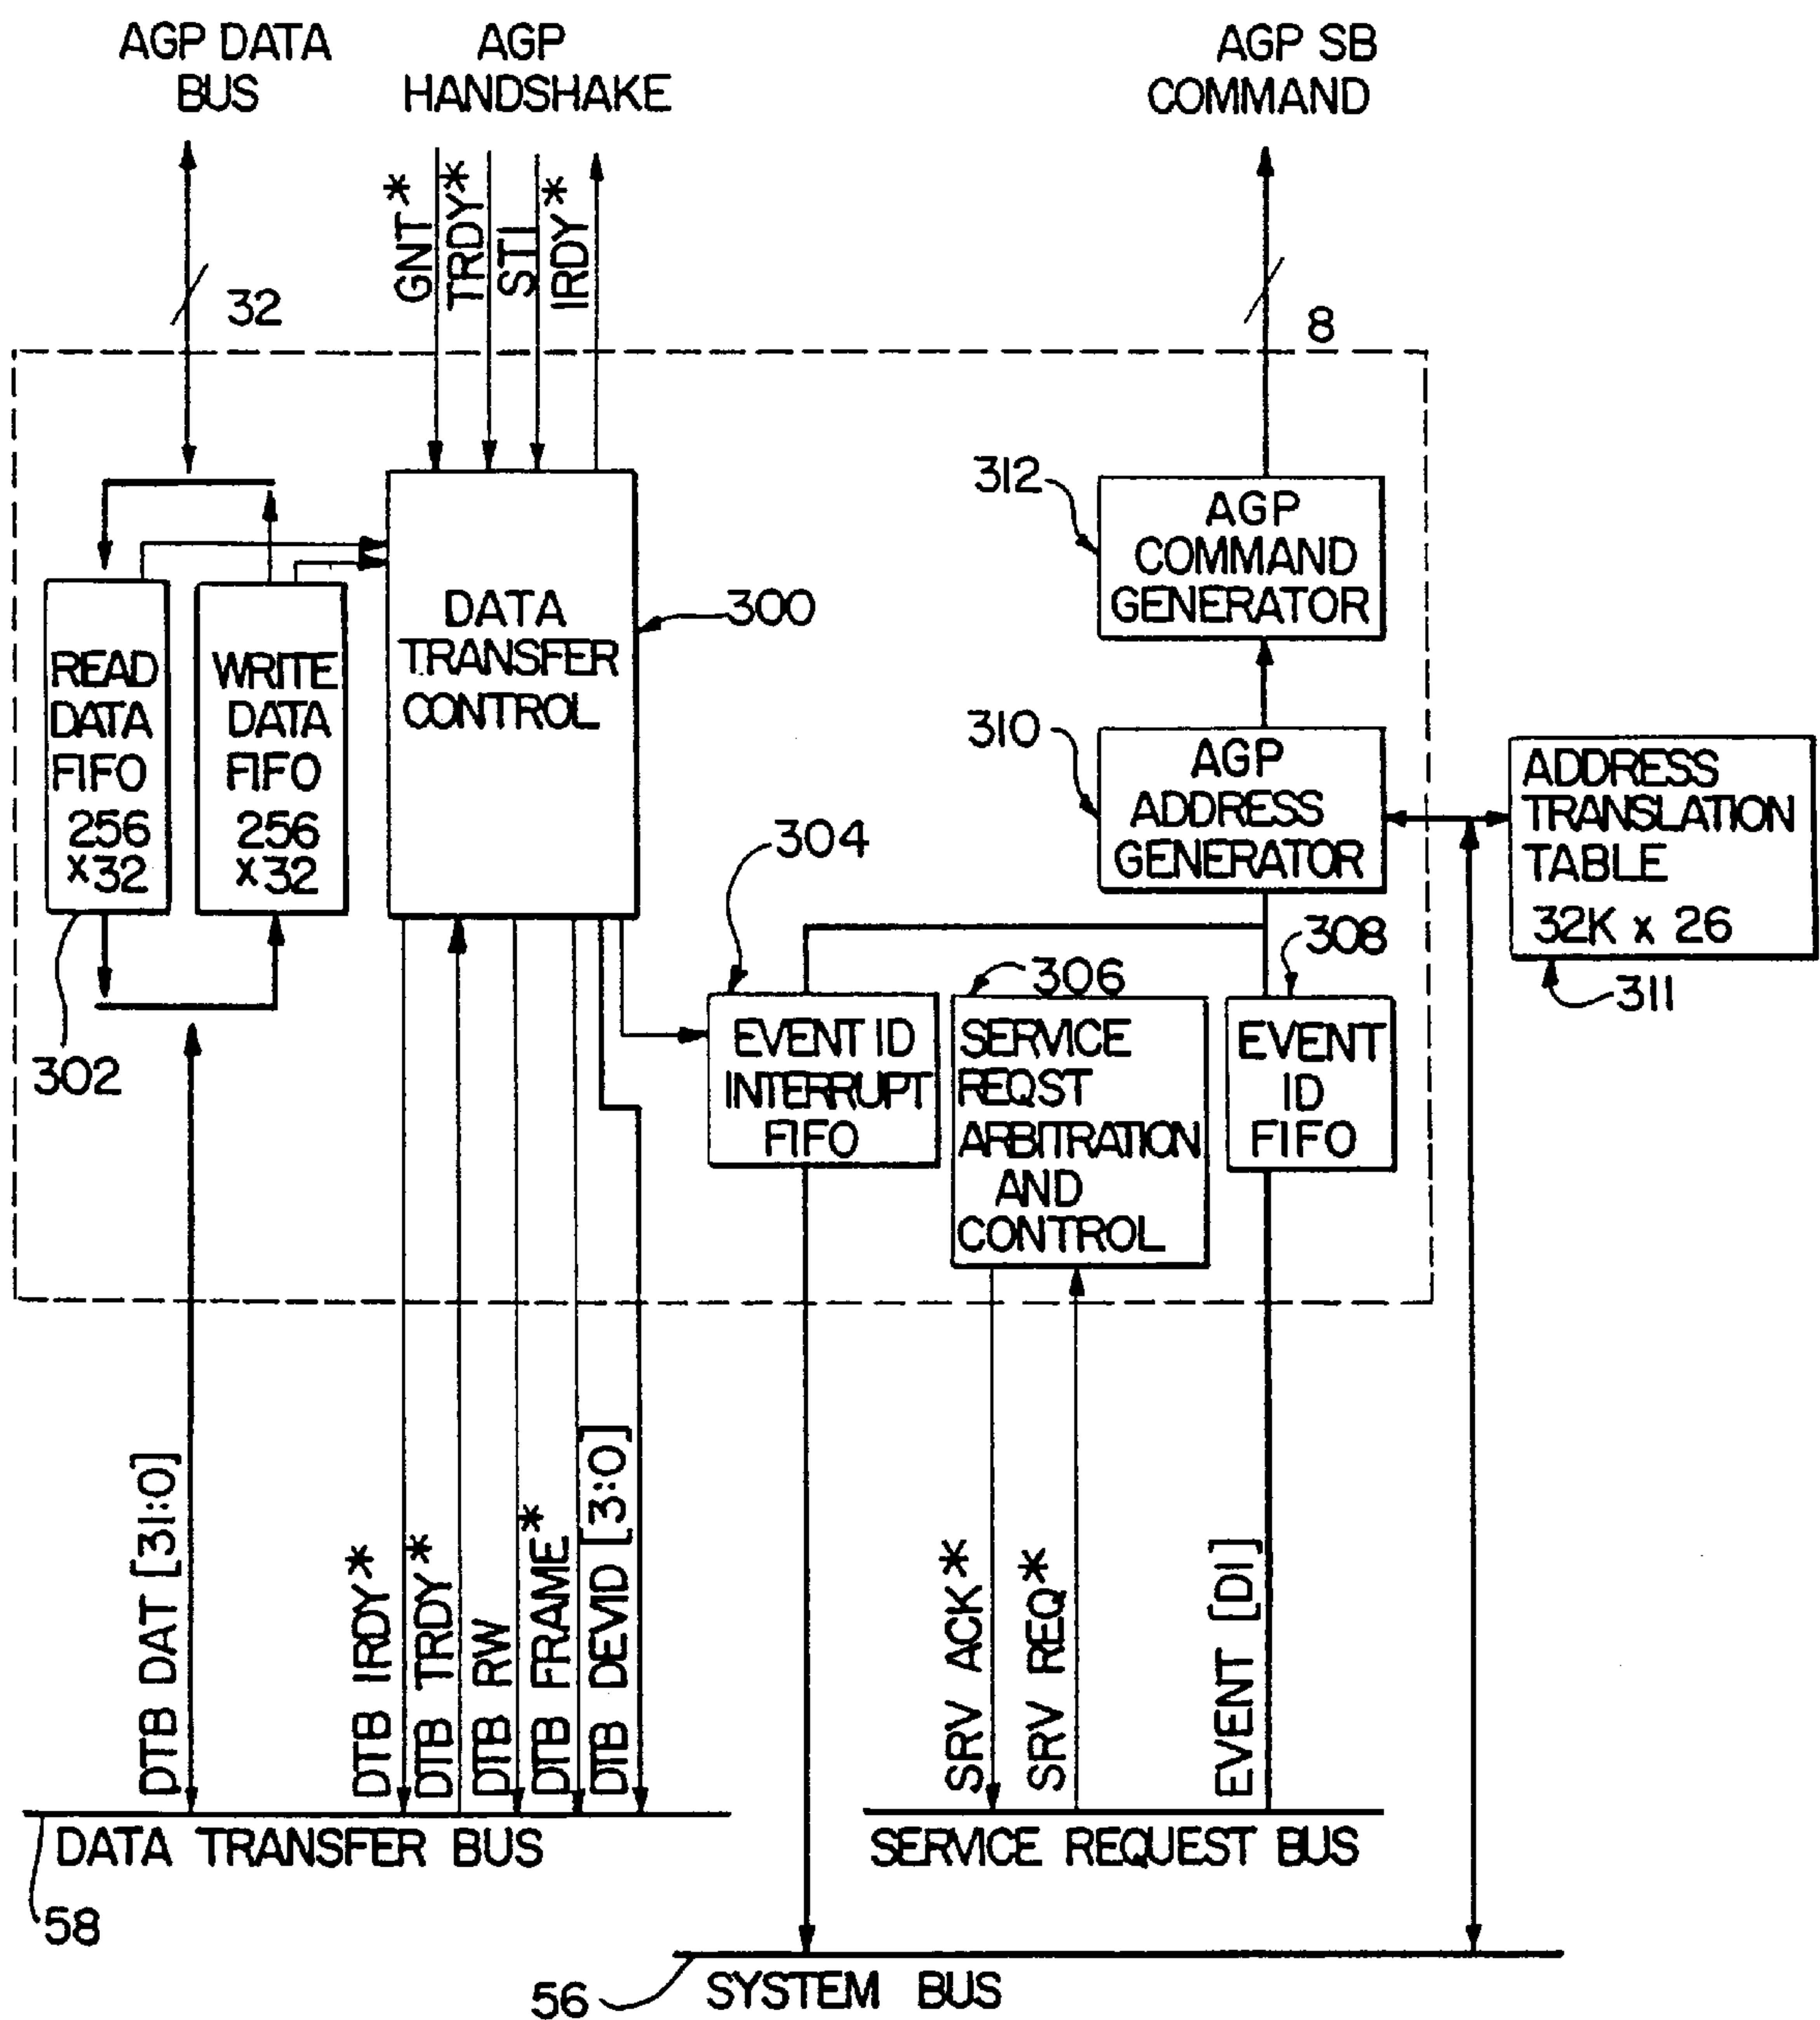 AGP DATA
BUS
AGP
HANDSHAKE
AGP SB
COMMAND
GNT*
TRDY*
ST1
IRDY*
32
8
312
AGP
COMMAND
GENERATOR
DATA
TRANSFER
CONTROL
300
READ
DATA
FIFO
256
x32
WRITE
DATA
FIFO
256
x32
310
AGP
ADDRESS
GENERATOR
ADDRESS
TRANSLATION
TABLE
32K x 26
311
304
306
308
302
EVENT ID
INTERRUPT
FIFO
SERVICE
REQST
ARBITRATION
AND
CONTROL
EVENT
ID
FIFO
DTB DAT [31:0]
DTB IRDY*
DTB TRDY*
DTB RW
DTB FRAME*
DTB DEVID [3:0]
SRV ACK*
SRV REQ*
EVENT [DI]
DATA TRANSFER BUS
SERVICE REQUEST BUS
58
56
SYSTEM BUS